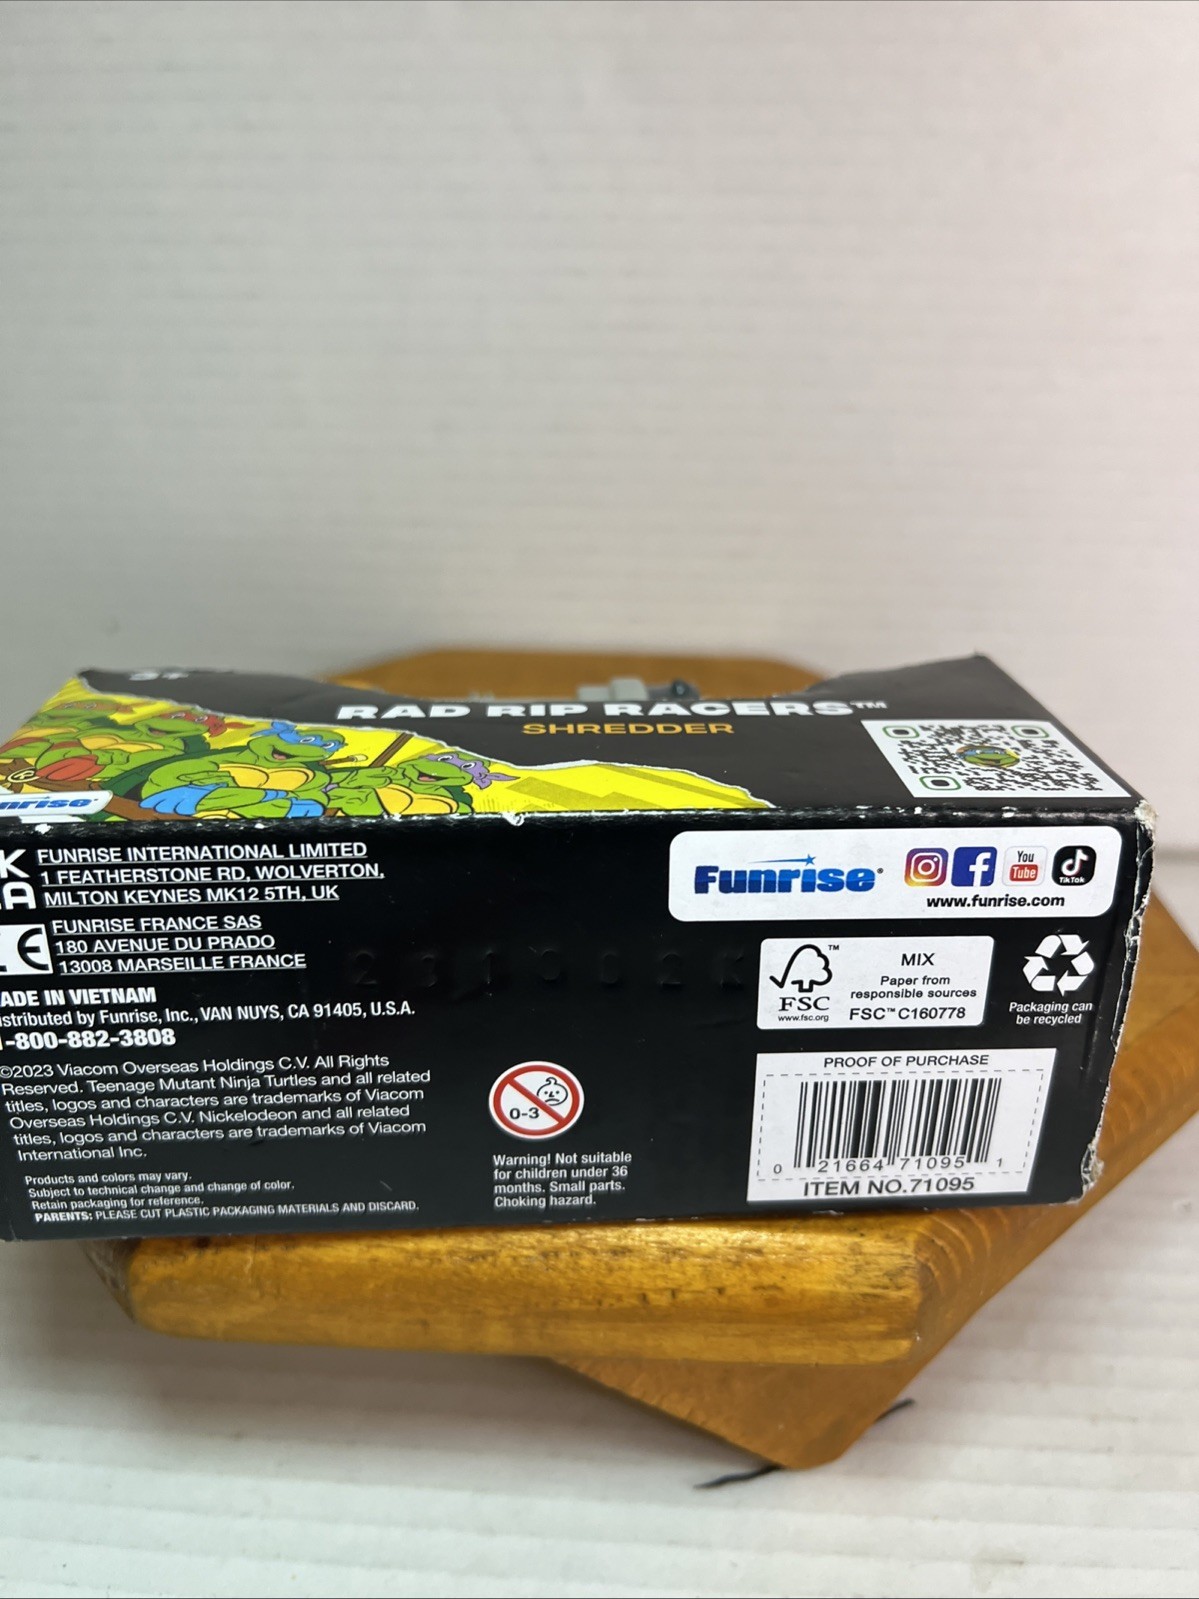 3+
RAD RIP RACERS™
SHREDDER
nrise
K
A
FUNRISE INTERNATIONAL LIMITED
1 FEATHERSTONE RD, WOLVERTON,
MILTON KEYNES MK12 5TH, UK
CE
FUNRISE FRANCE SAS
180 AVENUE DU PRADO
13008 MARSEILLE FRANCE
ADE IN VIETNAM
istributed by Funrise, Inc., VAN NUYS, CA 91405, U.S.A.
1-800-882-3808
©2023 Viacom Overseas Holdings C.V. All Rights
Reserved. Teenage Mutant Ninja Turtles and all related
titles, logos and characters are trademarks of Viacom
Overseas Holdings C.V. Nickelodeon and all related
titles, logos and characters are trademarks of Viacom
International Inc.
Products and colors may vary.
Subject to technical change and change of color.
Retain packaging for reference.
PARENTS: PLEASE CUT PLASTIC PACKAGING MATERIALS AND DISCARD.
0-3
Warning! Not suitable
for children under 36
months. Small parts.
Choking hazard.
Funrise
You
Tube
TikTok
www.funrise.com
FSC
www.fsc.org
MIX
Paper from
responsible sources
FSC™ C160778
Packaging can
be recycled
PROOF OF PURCHASE
0 21664 71095 1
ITEM NO.71095